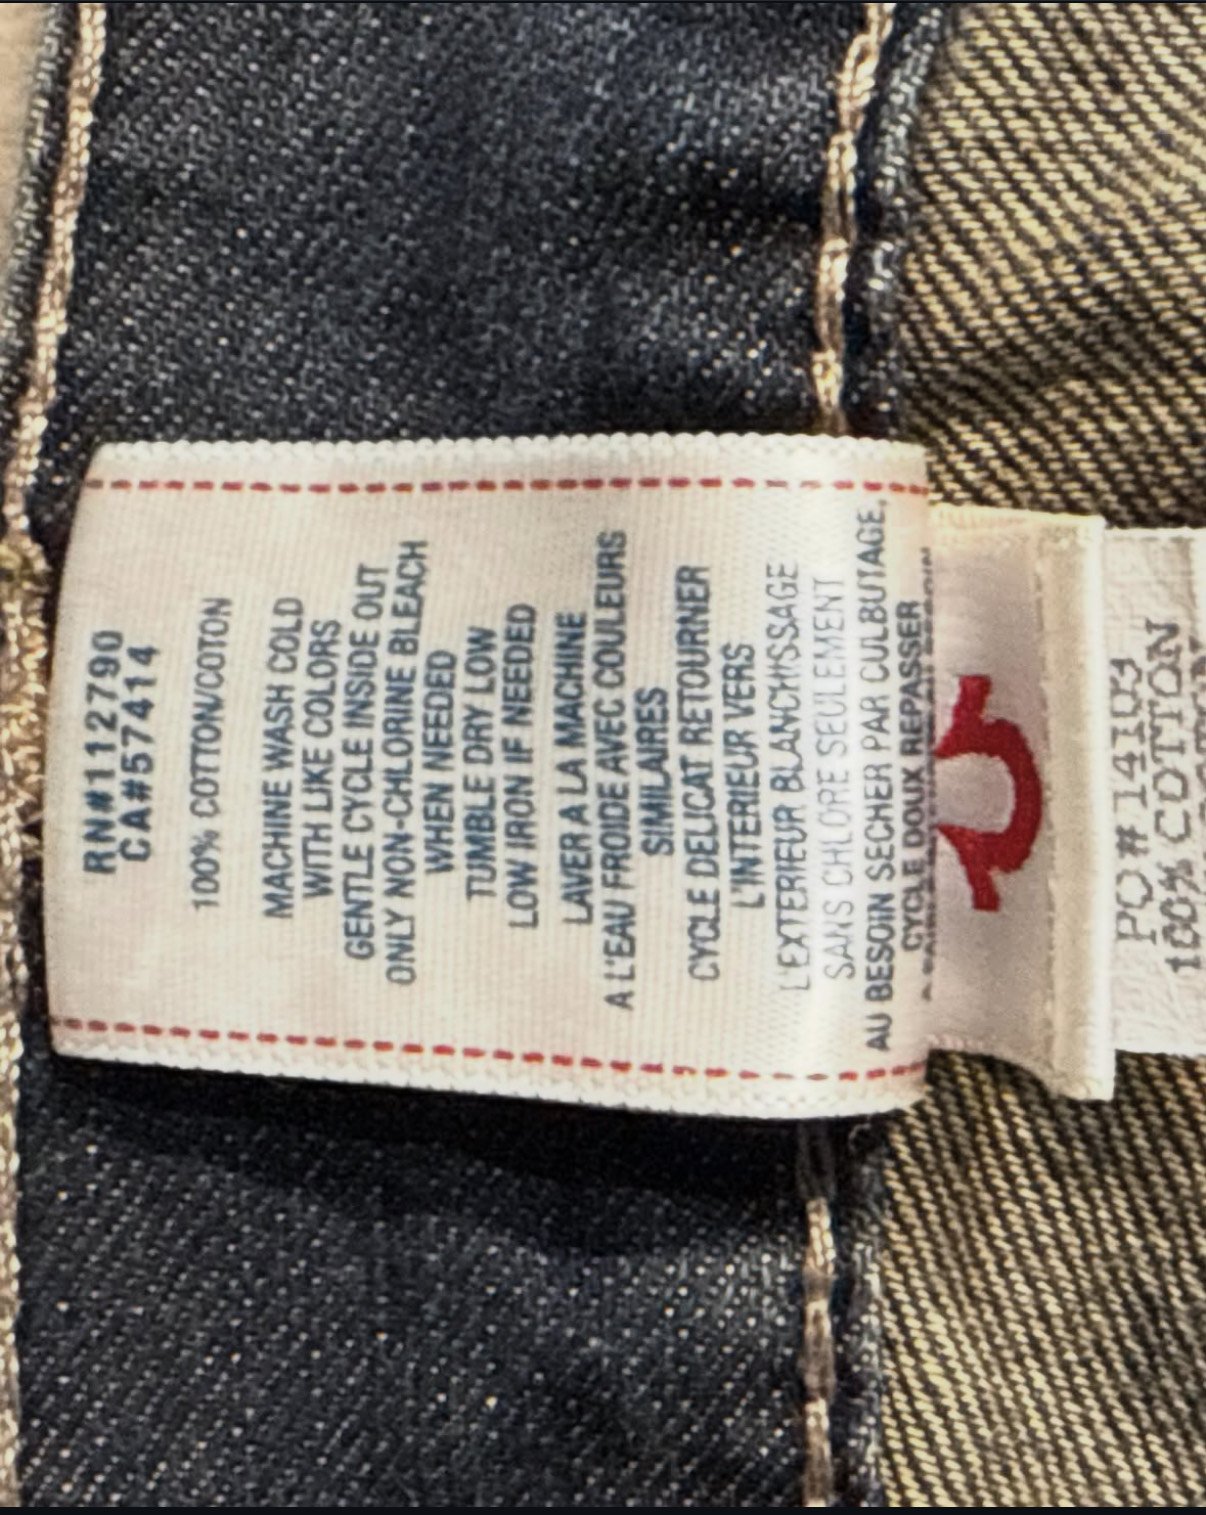 RN#112790
CA#57414
100% COTTON/COTON
MACHINE WASH COLD
WITH LIKE COLORS
GENTLE CYCLE INSIDE OUT
ONLY NON-CHLORINE BLEACH
WHEN NEEDED
TUMBLE DRY LOW
LOW IRON IF NEEDED
LAVER A LA MACHINE
A L'EAU FROIDE AVEC COULEURS
SIMILAIRES
CYCLE DELICAT RETOURNER
L'INTERIEUR VERS
L'EXTERIEUR BLANCHISSAGE
SANS CHLORE SEULEMENT
AU BESOIN SECHER PAR CULBUTAGE,
CYCLE DOUX REPASSER
PO# 14103
100% COTTON